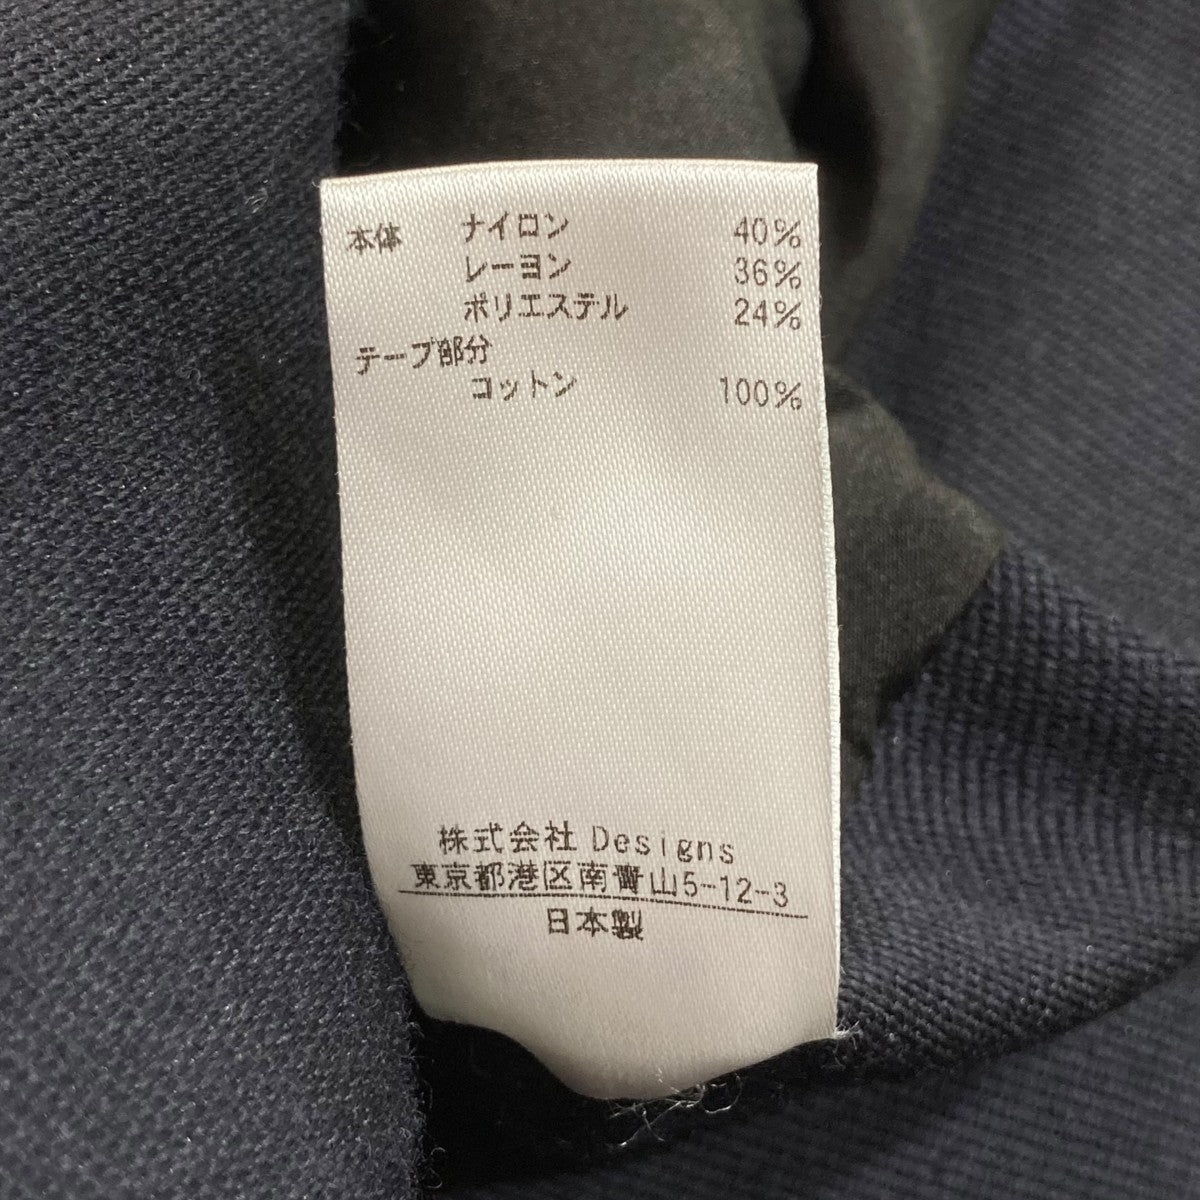 本体 ナイロン 40%
レーヨン 36%
ポリエステル 24%
テープ部分
コットン 100%
株式会社 Designs
東京都港区南青山5-12-3
日本製